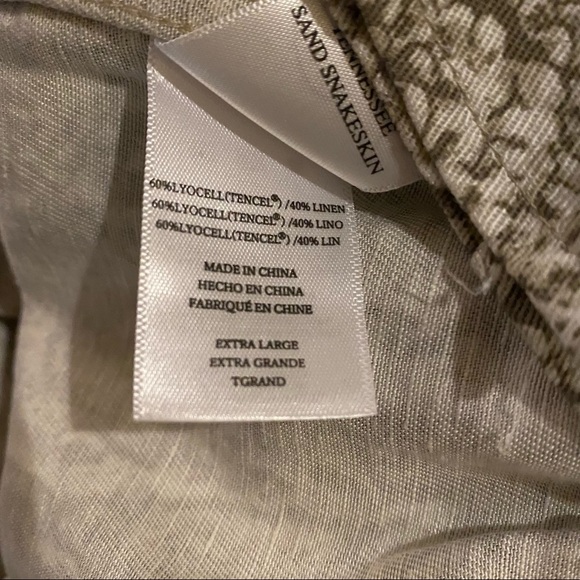 TENNESSEE
SAND SNAKESKIN
60%LYOCELL(TENCEL®) /40% LINEN
60%LYOCELL(TENCEL®) /40% LINO
60%LYOCELL(TENCEL®) /40% LIN
MADE IN CHINA
HECHO EN CHINA
FABRIQUÉ EN CHINE
EXTRA LARGE
EXTRA GRANDE
TGRAND